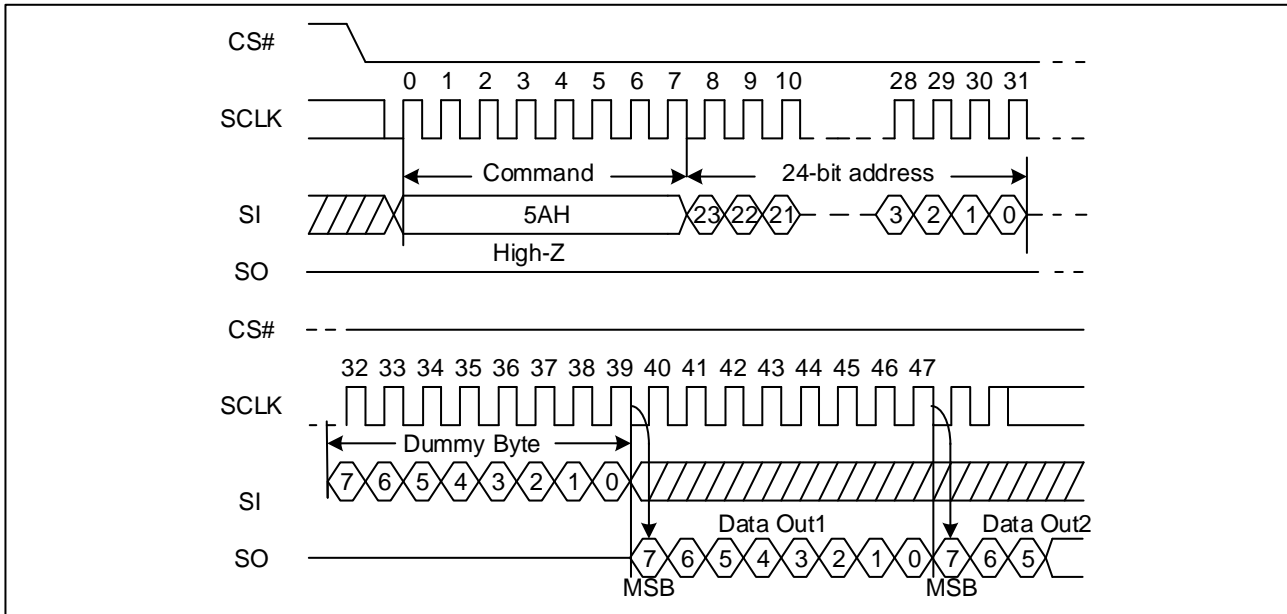 CS#
0 1 2 3 4 5 6 7 8 9 10 28 29 30 31
SCLK
Command 24-bit address
SI 5AH 23 22 21 3 2 1 0
High-Z
SO
CS#
32 33 34 35 36 37 38 39 40 41 42 43 44 45 46 47
SCLK
Dummy Byte
7 6 5 4 3 2 1 0
SI
Data Out1 Data Out2
SO 7 6 5 4 3 2 1 0 7 6 5
MSB MSB